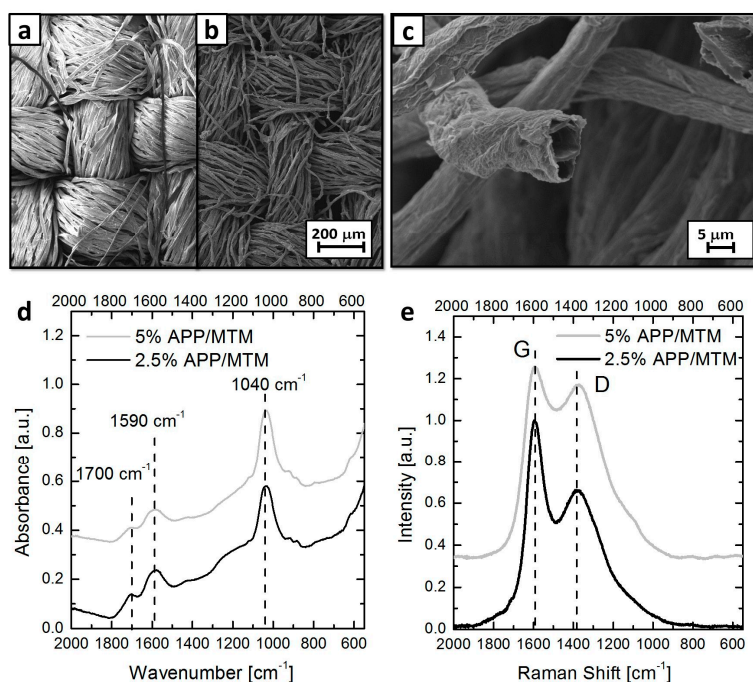 a
b
c
200 μm
5 μm
d
2000 1800 1600 1400 1200 1000 800 600
1.2
1.0
0.8
0.6
0.4
0.2
0.0
5% APP/MTM
2.5% APP/MTM
1040 cm⁻¹
1590 cm⁻¹
1700 cm⁻¹
Absorbance [a.u.]
2000 1800 1600 1400 1200 1000 800 600
Wavenumber [cm⁻¹]
e
2000 1800 1600 1400 1200 1000 800 600
1.4
1.2
1.0
0.8
0.6
0.4
0.2
0.0
5% APP/MTM
2.5% APP/MTM
G
D
Intensity [a.u.]
2000 1800 1600 1400 1200 1000 800 600
Raman Shift [cm⁻¹]